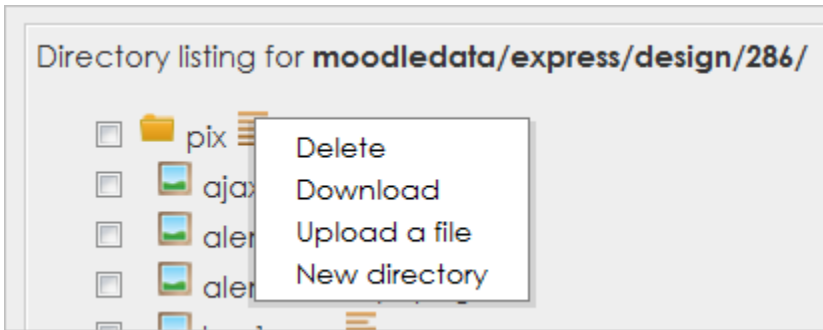 Directory listing for moodledata/express/design/286/
pix
Delete
Download
Upload a file
New directory